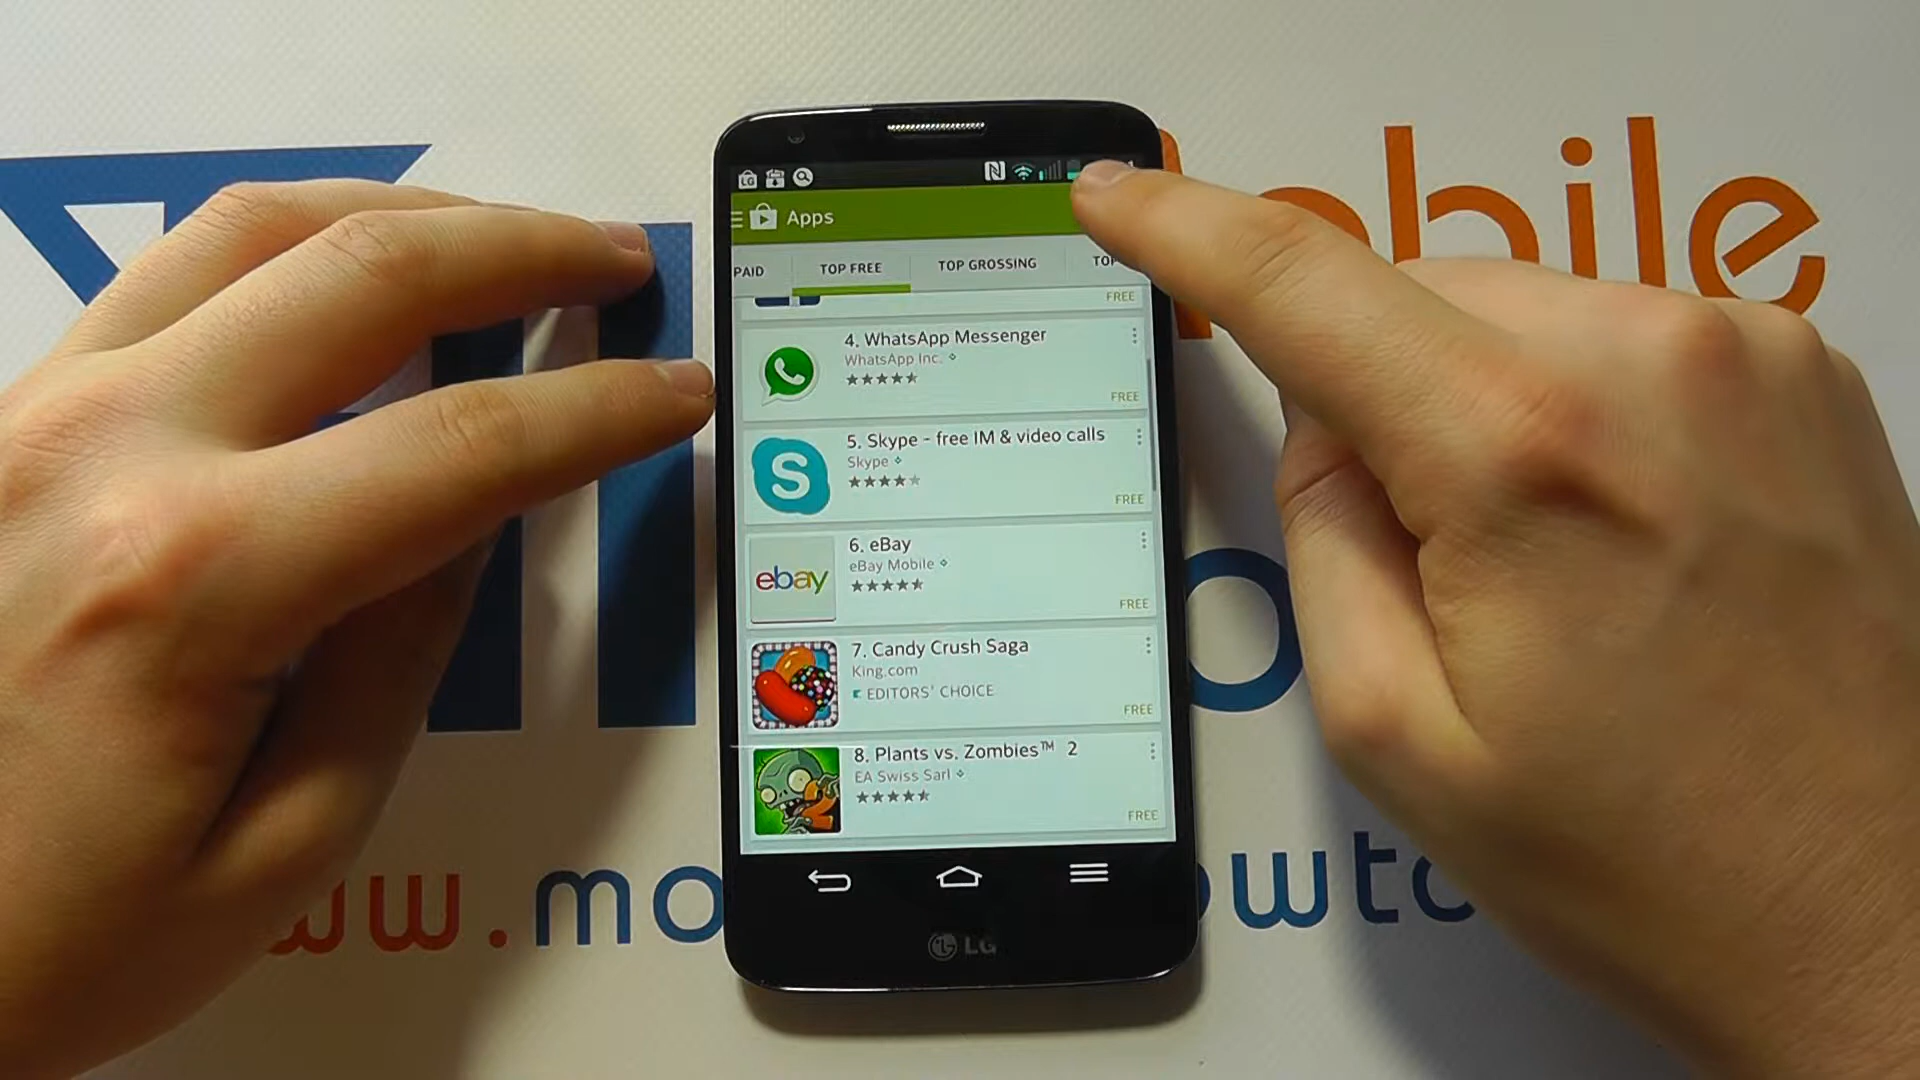 Apps
PAID TOP FREE TOP GROSSING TOP
FREE
4. WhatsApp Messenger
WhatsApp Inc.
FREE
5. Skype - free IM & video calls
Skype
FREE
S
6. eBay
eBay Mobile
FREE
ebay
7. Candy Crush Saga
King.com
EDITORS' CHOICE
FREE
8. Plants vs. Zombies™ 2
EA Swiss Sarl
FREE
LG